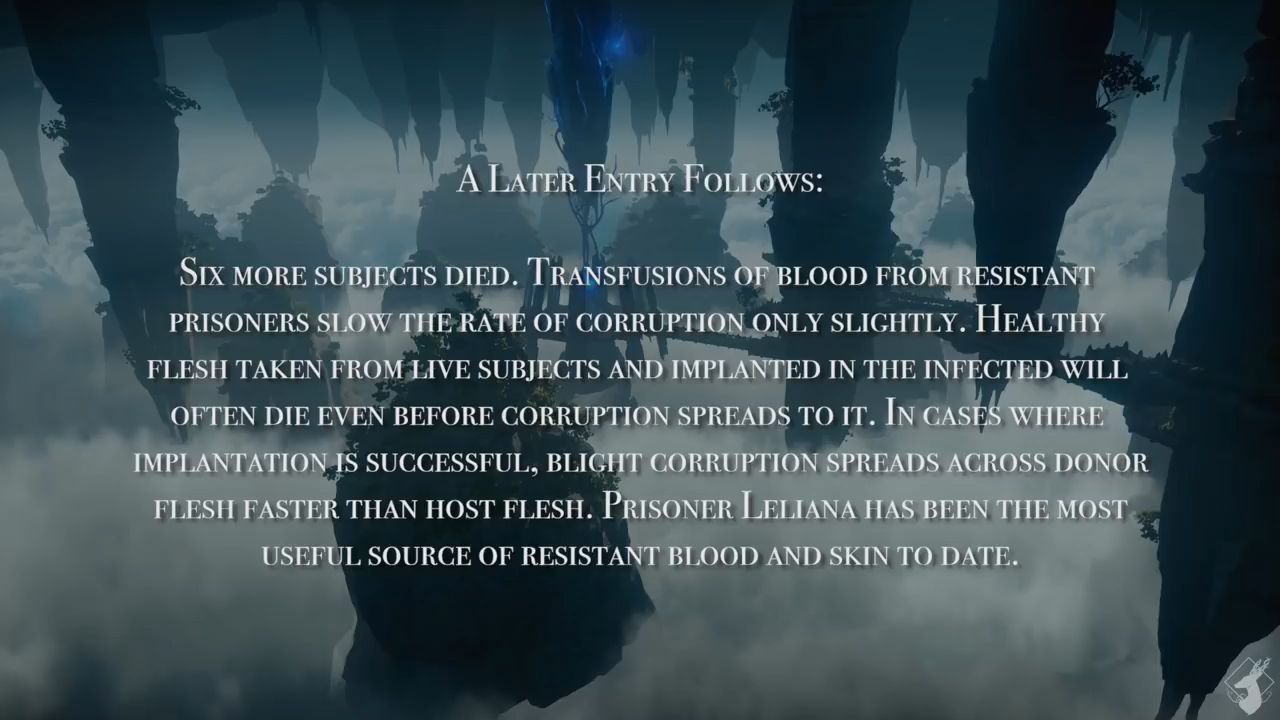 A Later Entry Follows:
Six more subjects died. Transfusions of blood from resistant
prisoners slow the rate of corruption only slightly. Healthy
flesh taken from live subjects and implanted in the infected will
often die even before corruption spreads to it. In cases where
implantation is successful, blight corruption spreads across donor
flesh faster than host flesh. Prisoner Leliana has been the most
useful source of resistant blood and skin to date.